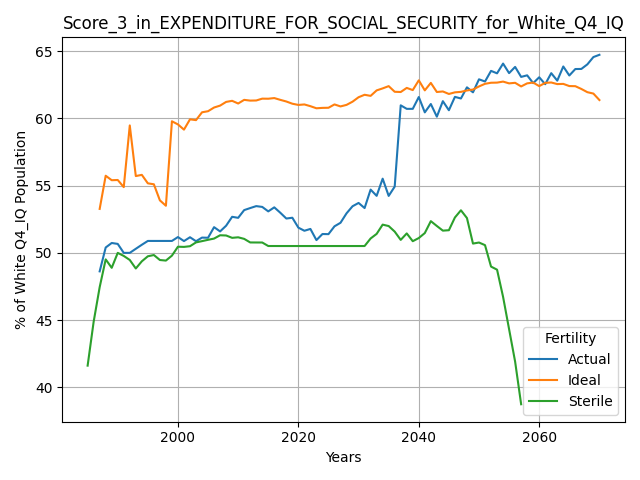 Score_3_in_EXPENDITURE_FOR_SOCIAL_SECURITY_for_White_Q4_IQ
% of White Q4_IQ Population
65
60
55
50
45
40
2000
2020
2040
2060
Years
Fertility
Actual
Ideal
Sterile